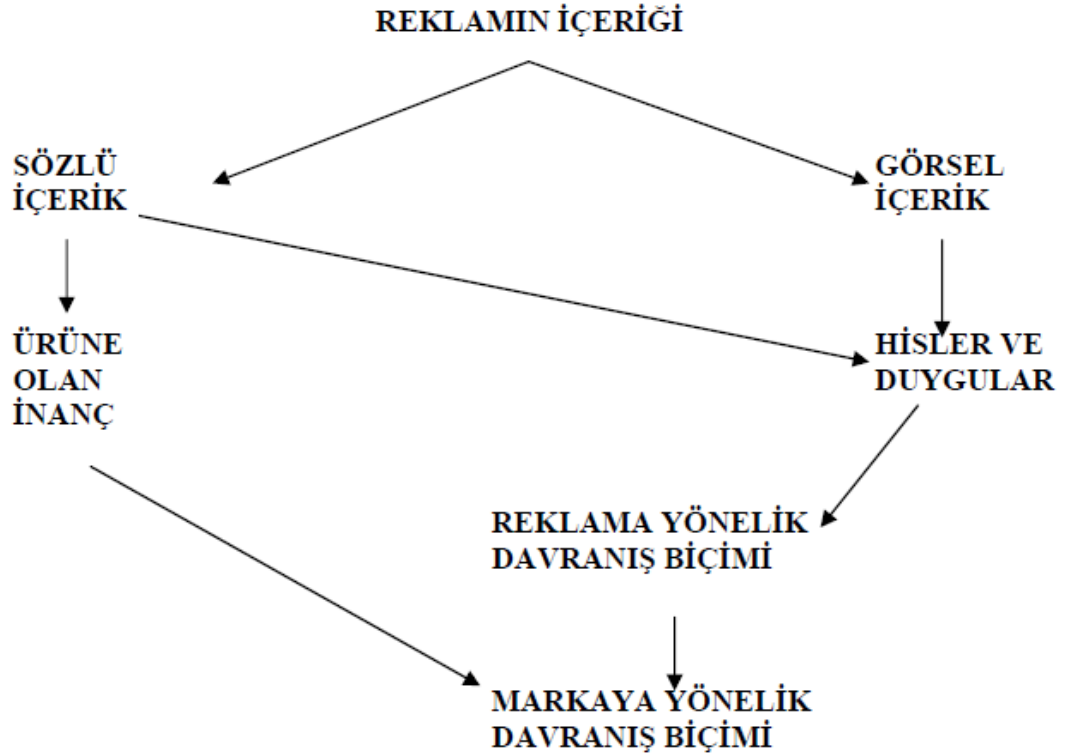 REKLAMIN İÇERİĞİ
SÖZLÜ
İÇERİK
GÖRSEL
İÇERİK
ÜRÜNE
OLAN
İNANÇ
HİSLER VE
DUYGULAR
REKLAMA YÖNELİK
DAVRANIŞ BİÇİMİ
MARKAYA YÖNELİK
DAVRANIŞ BİÇİMİ